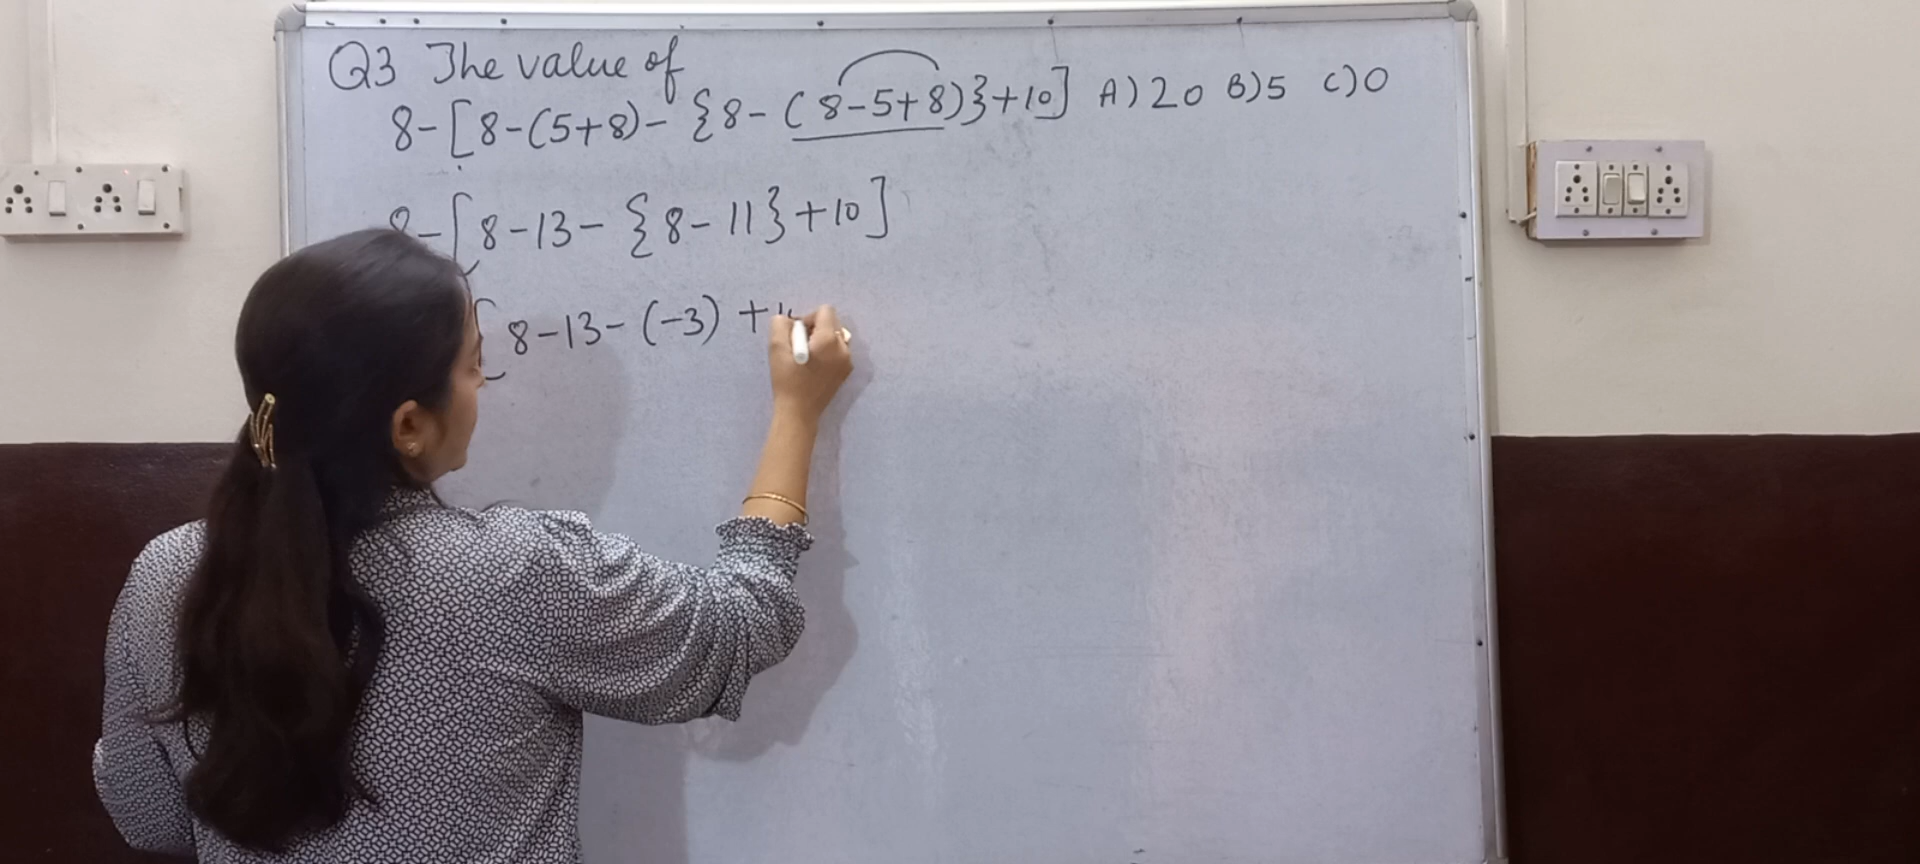 Q3 The value of
8-[8-(5+8)-{8-(8-5+8)}+10] A)20 B)5 C)0
8-[8-13-{8-11}+10]
[8-13-(-3)+